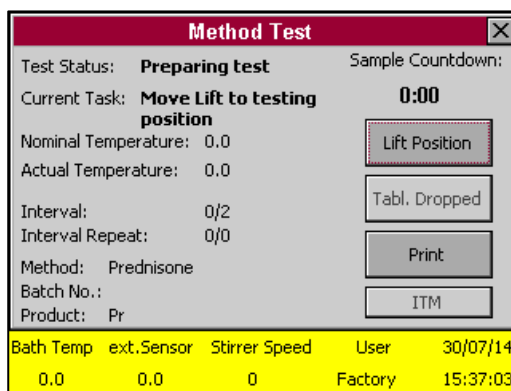 Method Test
Test Status: Preparing test
Sample Countdown:
0:00
Current Task: Move Lift to testing
position
Nominal Temperature: 0.0
Lift Position
Actual Temperature: 0.0
Tabl. Dropped
Interval: 0/2
Interval Repeat: 0/0
Print
Method: Prednisone
Batch No.:
ITM
Product: Pr
Bath Temp ext.Sensor Stirrer Speed User 30/07/14
0.0 0.0 0 Factory 15:37:03